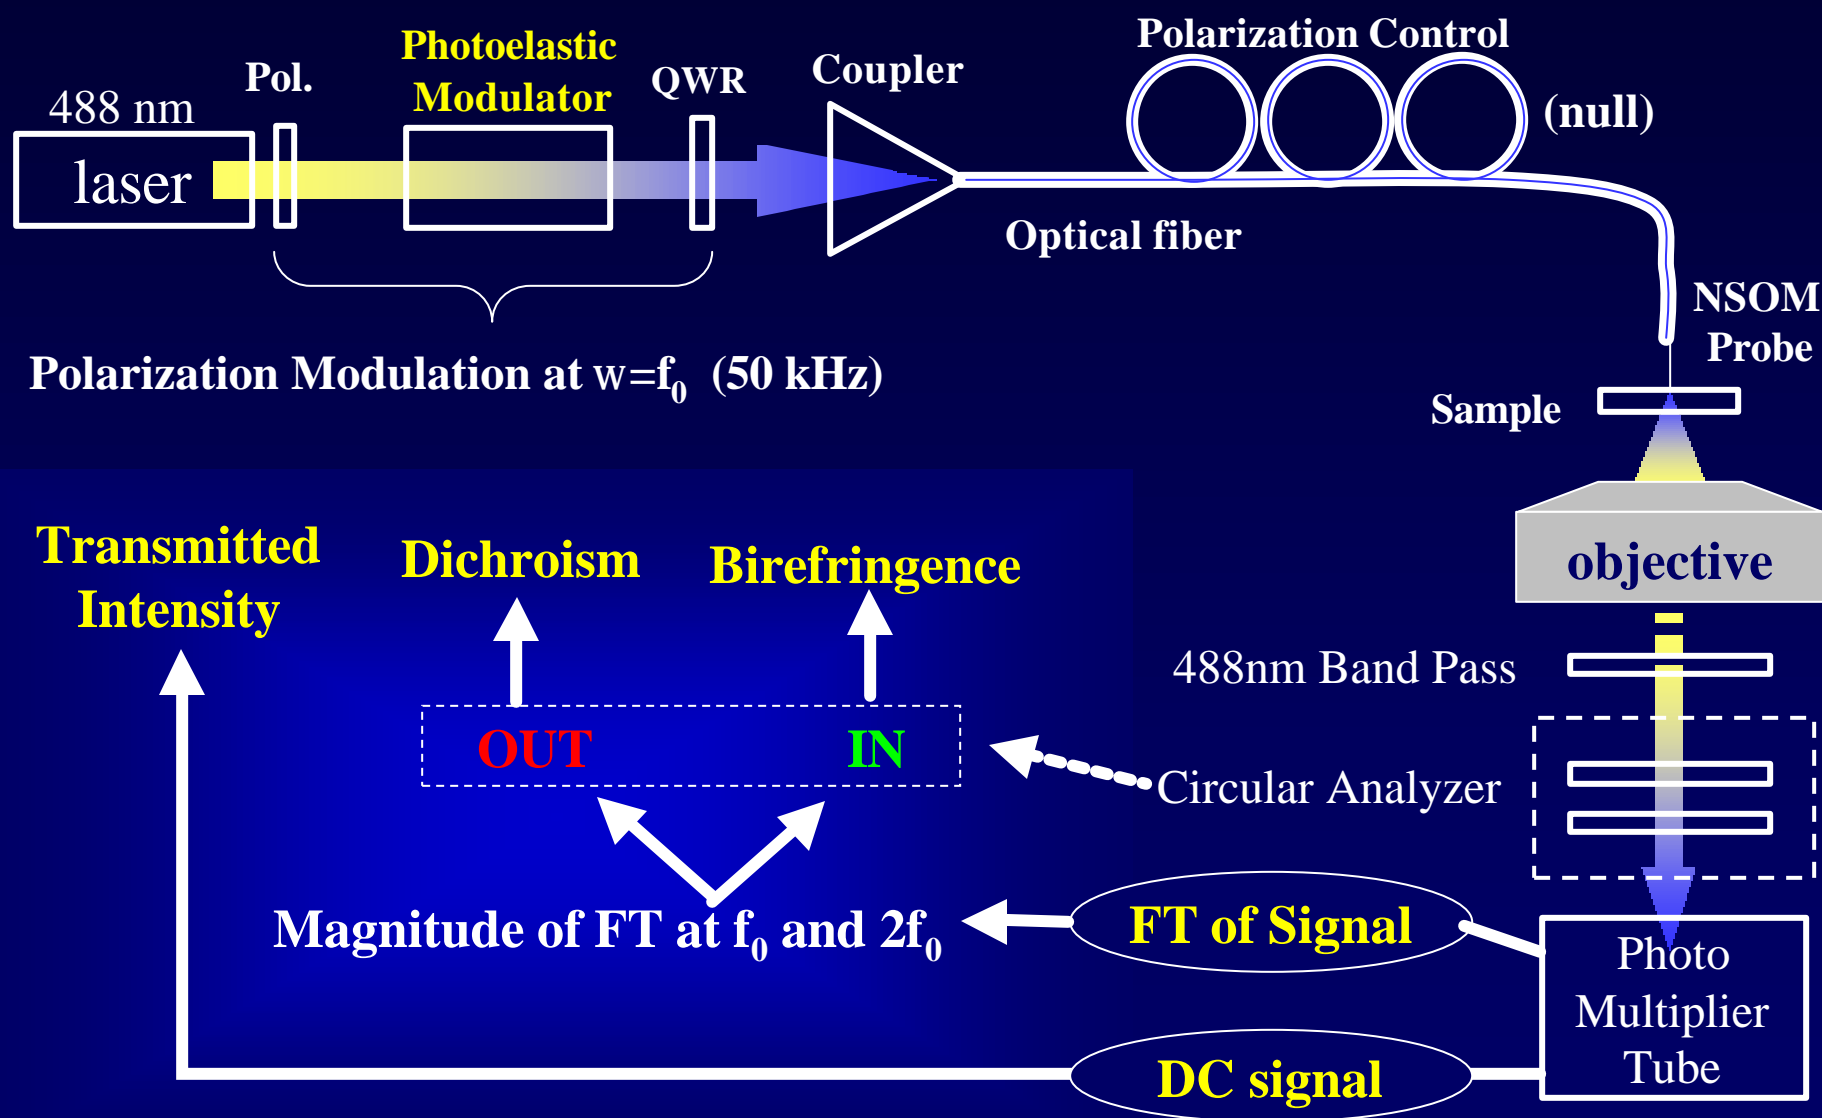 488 nm
laser
Pol.
Photoelastic
Modulator
QWR
Coupler
Polarization Control
(null)
Optical fiber
NSOM
Probe
Polarization Modulation at w=f₀ (50 kHz)
Sample
objective
Transmitted
Intensity
Dichroism
Birefringence
488nm Band Pass
OUT
IN
Circular Analyzer
Magnitude of FT at f₀ and 2f₀
FT of Signal
Photo
Multiplier
Tube
DC signal